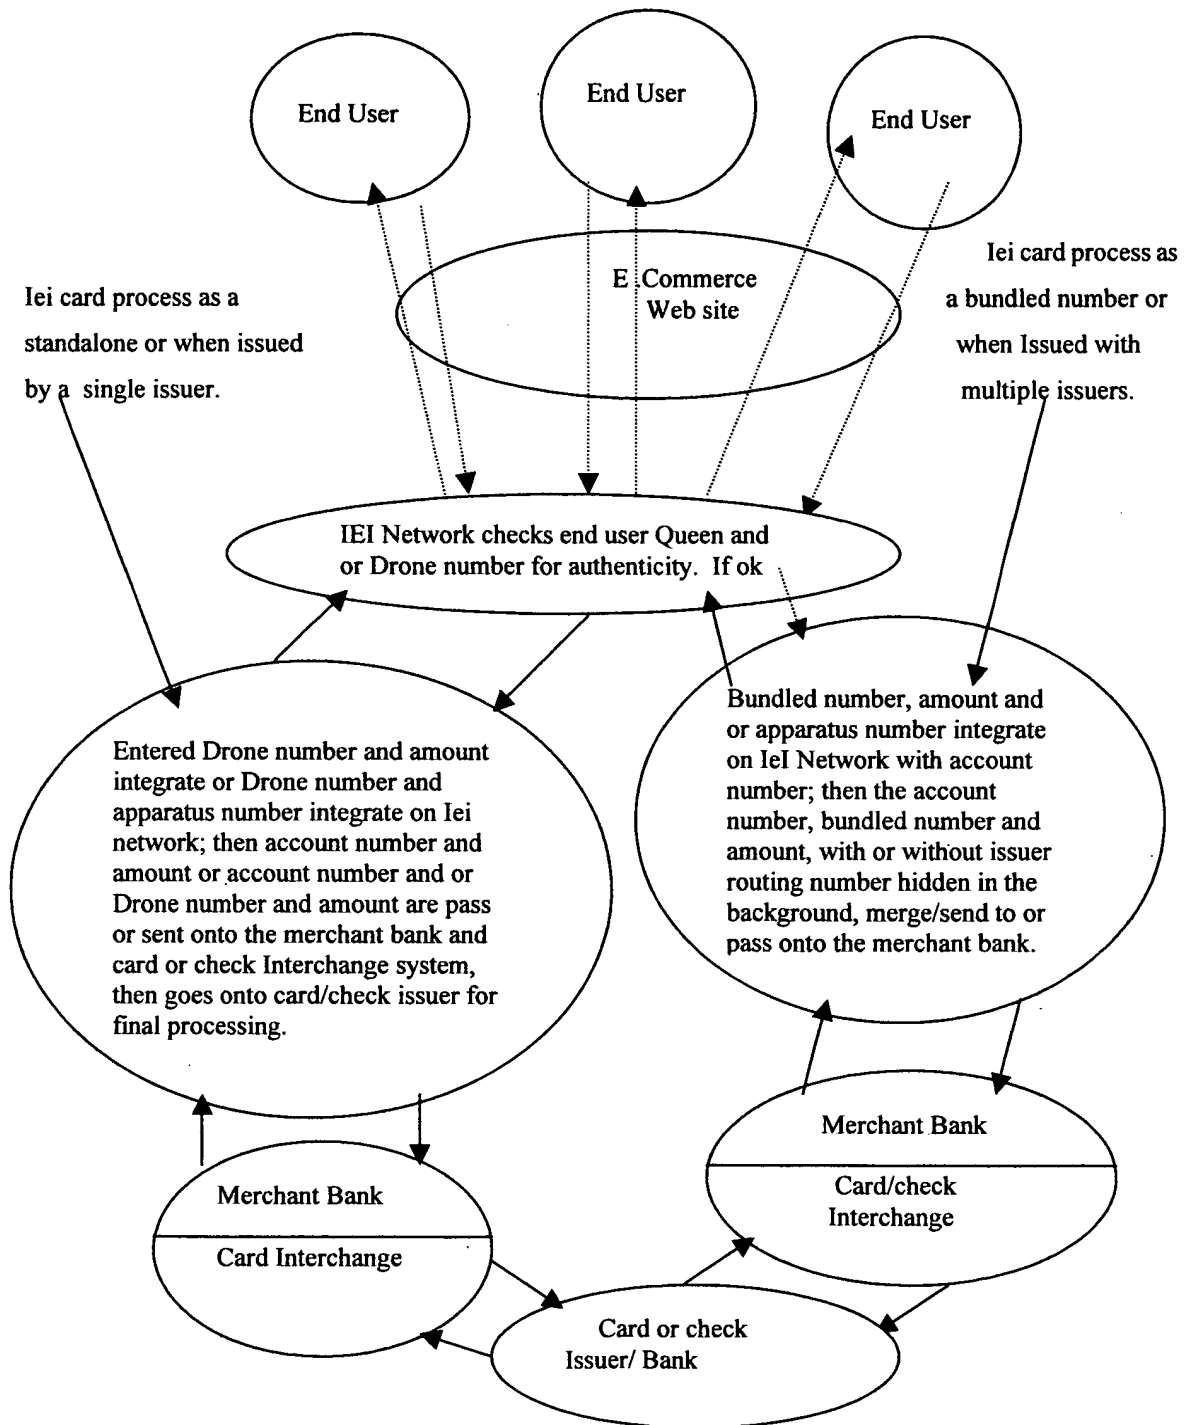 End User
End User
End User
E .Commerce
Web site
Iei card process as a
standalone or when issued
by a single issuer.
Iei card process as
a bundled number or
when Issued with
multiple issuers.
IEI Network checks end user Queen and
or Drone number for authenticity. If ok
Entered Drone number and amount
integrate or Drone number and
apparatus number integrate on Iei
network; then account number and
amount or account number and or
Drone number and amount are pass
or sent onto the merchant bank and
card or check Interchange system,
then goes onto card/check issuer for
final processing.
Bundled number, amount and
or apparatus number integrate
on IeI Network with account
number; then the account
number, bundled number and
amount, with or without issuer
routing number hidden in the
background, merge/send to or
pass onto the merchant bank.
Merchant Bank
Card Interchange
Merchant Bank
Card/check
Interchange
Card or check
Issuer/ Bank